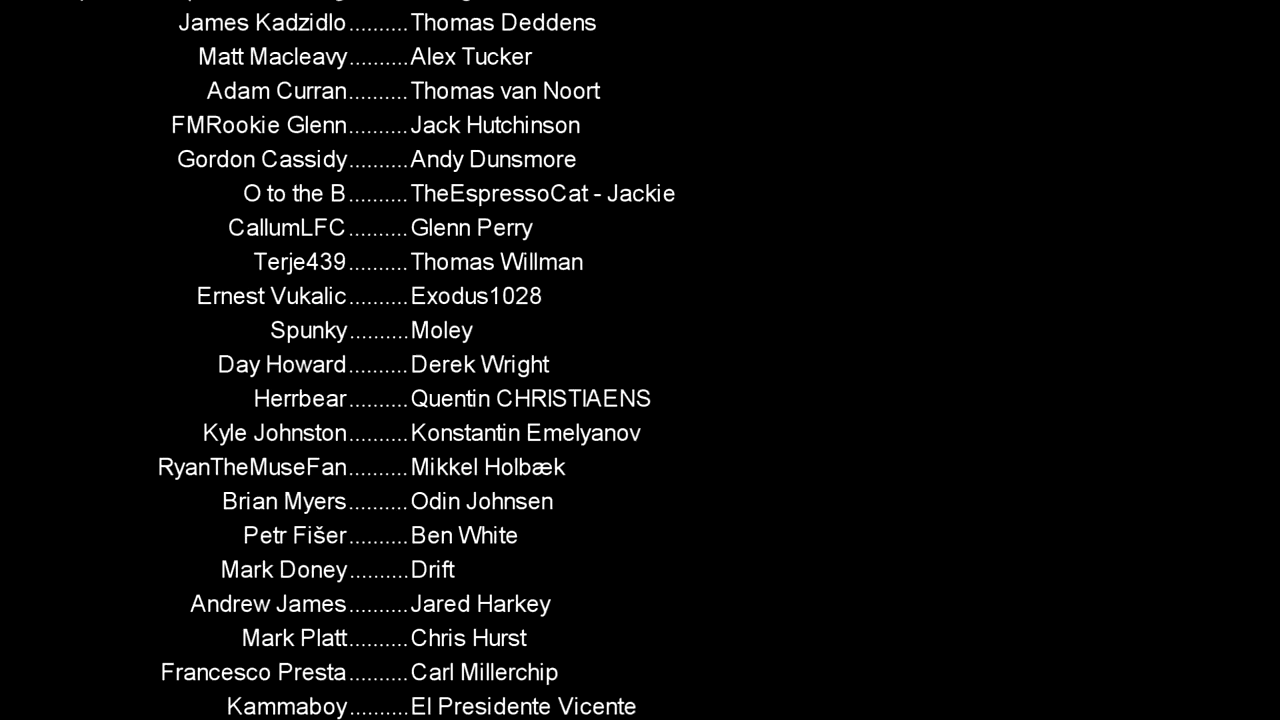 James Kadzidlo..........Thomas Deddens
Matt Macleavy..........Alex Tucker
Adam Curran..........Thomas van Noort
FMRookie Glenn..........Jack Hutchinson
Gordon Cassidy..........Andy Dunsmore
O to the B..........TheEspressoCat - Jackie
CallumLFC..........Glenn Perry
Terje439..........Thomas Willman
Ernest Vukalic..........Exodus1028
Spunky..........Moley
Day Howard..........Derek Wright
Herrbear..........Quentin CHRISTIAENS
Kyle Johnston..........Konstantin Emelyanov
RyanTheMuseFan..........Mikkel Holbæk
Brian Myers..........Odin Johnsen
Petr Fišer..........Ben White
Mark Doney..........Drift
Andrew James..........Jared Harkey
Mark Platt..........Chris Hurst
Francesco Presta..........Carl Millerchip
Kammaboy..........El Presidente Vicente